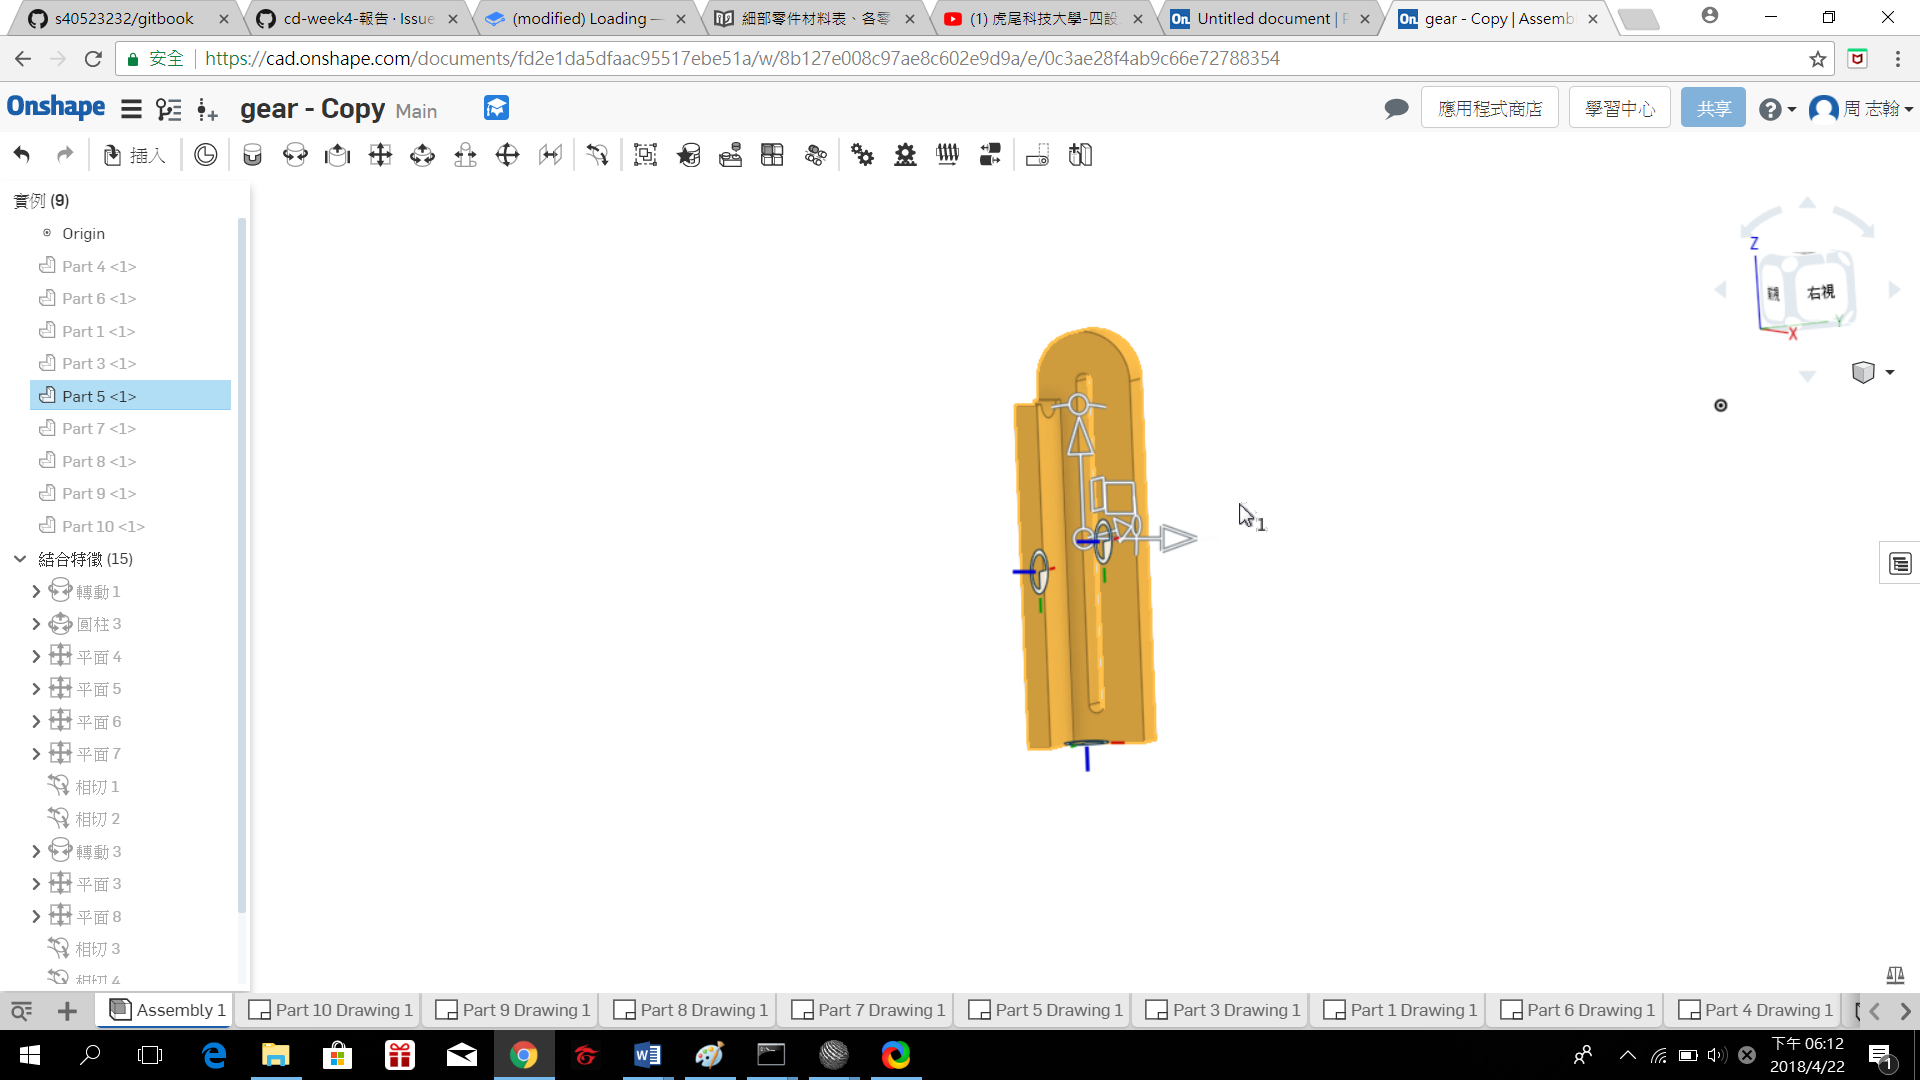 s40523232/gitbook
cd-week4-報告 · Issue
(modified) Loading —
細部零件材料表、各零
(1) 虎尾科技大學-四設
On. Untitled document | P
On. gear - Copy | Assemb
安全 https://cad.onshape.com/documents/fd2e1da5dfaac95517ebe51a/w/8b127e008c97ae8c602e9d9a/e/0c3ae28f4ab9c66e72788354
Onshape gear - Copy Main 應用程式商店 學習中心 共享 周 志翰
插入
實例 (9)
Origin
Part 4 <1>
Part 6 <1>
Part 1 <1>
Part 3 <1>
Part 5 <1>
Part 7 <1>
Part 8 <1>
Part 9 <1>
Part 10 <1>
結合特徵 (15)
轉動 1
圓柱 3
平面 4
平面 5
平面 6
平面 7
相切 1
相切 2
轉動 3
平面 3
平面 8
相切 3
相切 4
1
Z
右視
Y
X
Assembly 1
Part 10 Drawing 1
Part 9 Drawing 1
Part 8 Drawing 1
Part 7 Drawing 1
Part 5 Drawing 1
Part 3 Drawing 1
Part 1 Drawing 1
Part 6 Drawing 1
Part 4 Drawing 1
下午 06:12
2018/4/22
1